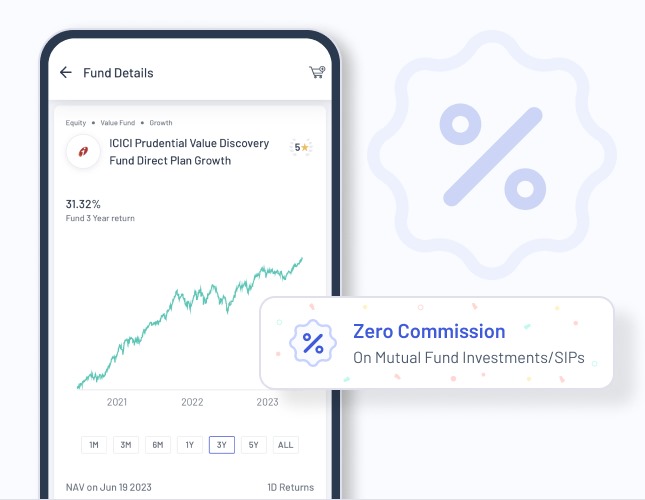 Fund Details
Equity • Value Fund • Growth
ICICI Prudential Value Discovery
Fund Direct Plan Growth
5
31.32%
Fund 3 Year return
%
%
Zero Commission
On Mutual Fund Investments/SIPs
2021 2022 2023
1M 3M 6M 1Y 3Y 5Y ALL
NAV on Jun 19 2023 1D Returns